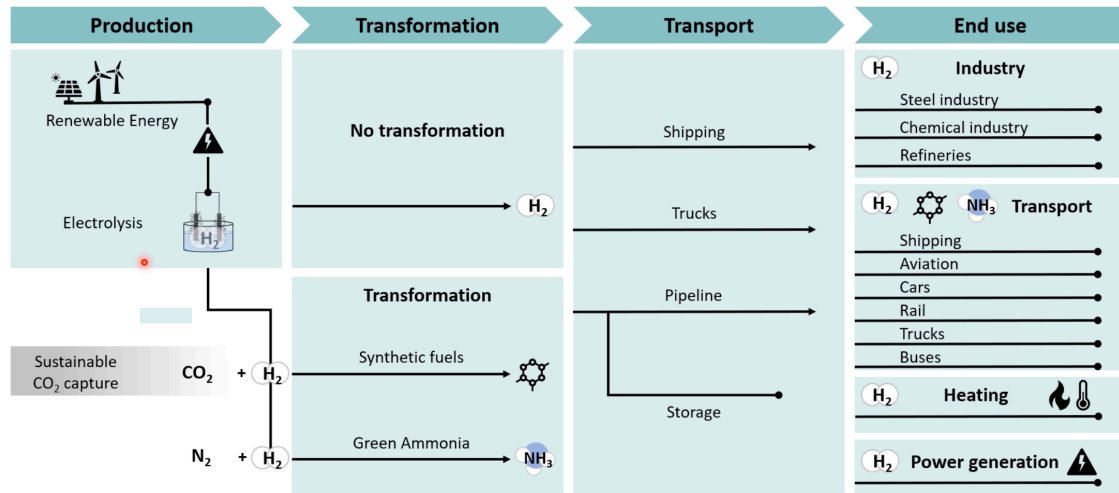 Production
Transformation
Transport
End use
Renewable Energy
Electrolysis
H2
Sustainable
CO2 capture
CO2
+ H2
N2
+ H2
No transformation
H2
Transformation
Synthetic fuels
Green Ammonia
NH3
Shipping
Trucks
Pipeline
Storage
H2 Industry
Steel industry
Chemical industry
Refineries
H2 NH3 Transport
Shipping
Aviation
Cars
Rail
Trucks
Buses
H2 Heating
H2 Power generation